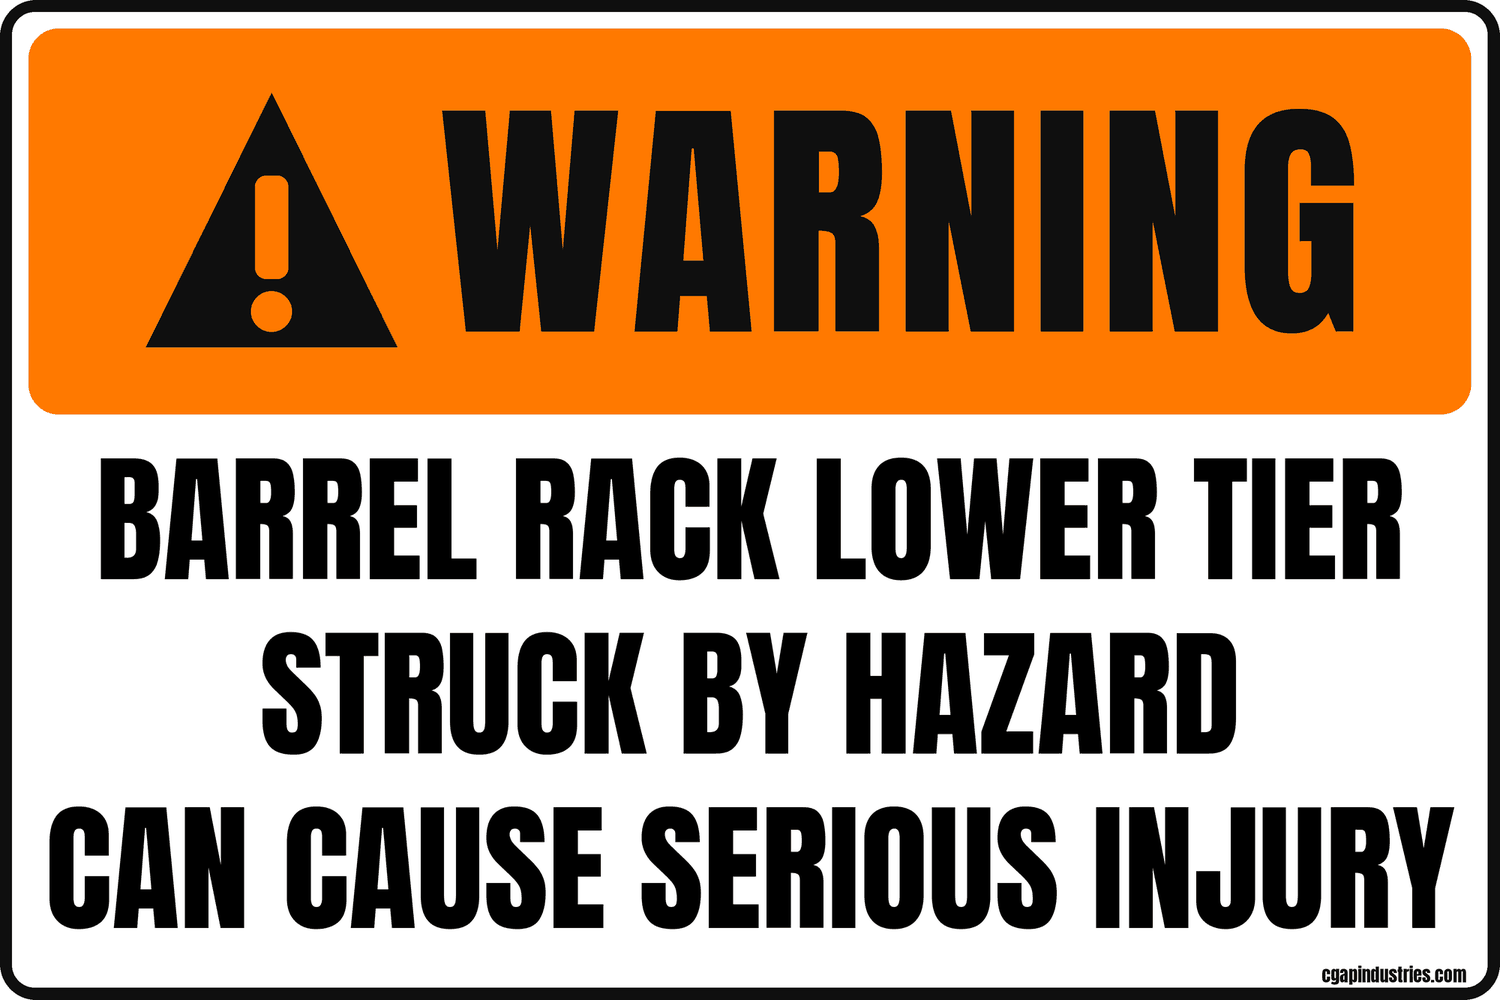 WARNING
BARREL RACK LOWER TIER
STRUCK BY HAZARD
CAN CAUSE SERIOUS INJURY
cgapindustries.com